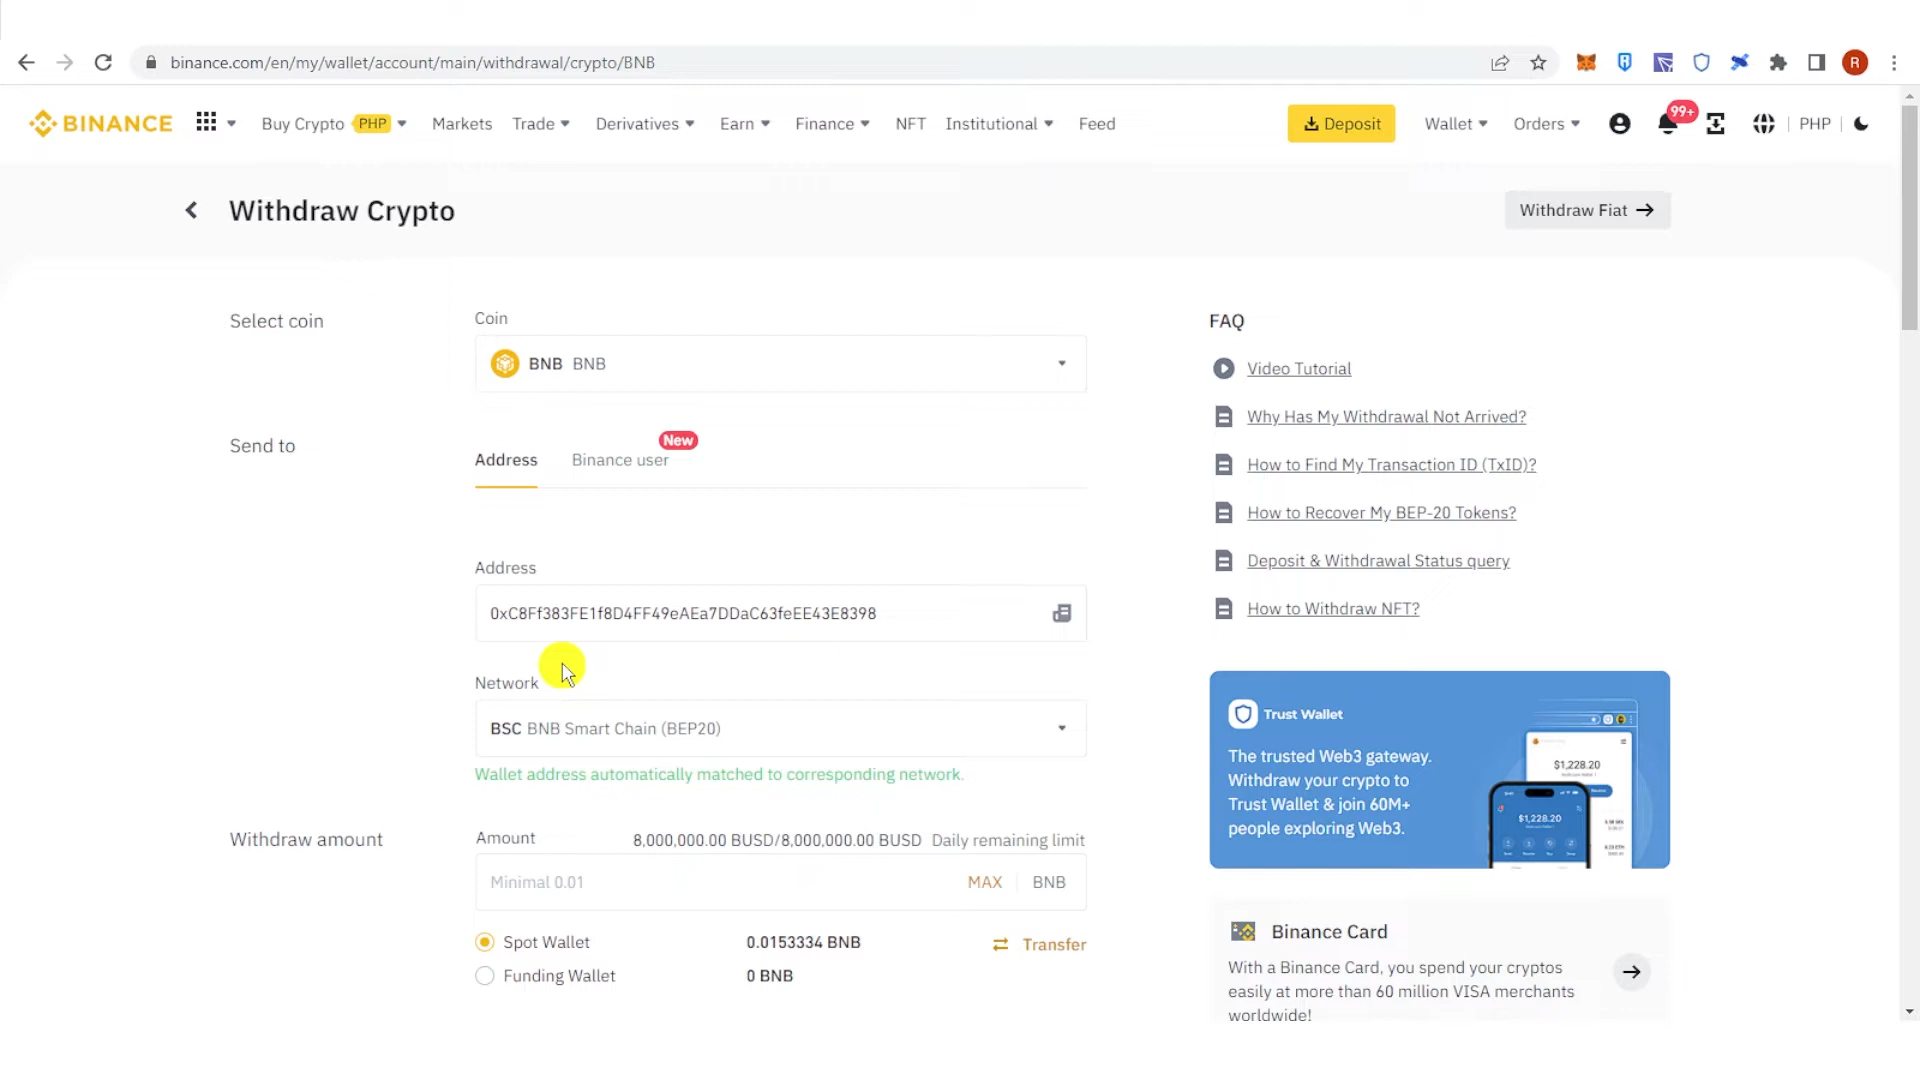 binance.com/en/my/wallet/account/main/withdrawal/crypto/BNB
R
BINANCE
Buy Crypto PHP
Markets
Trade
Derivatives
Earn
Finance
NFT
Institutional
Feed
Deposit
Wallet
Orders
99+
PHP
Withdraw Crypto
Withdraw Fiat
Select coin
Coin
BNB BNB
Send to
Address
Binance user
New
Address
0xC8Ff383FE1f8D4FF49eAEa7DDaC63feEE43E8398
Network
BSC BNB Smart Chain (BEP20)
Wallet address automatically matched to corresponding network.
Withdraw amount
Amount
8,000,000.00 BUSD/8,000,000.00 BUSD Daily remaining limit
Minimal 0.01
MAX
BNB
Spot Wallet
0.0153334 BNB
Transfer
Funding Wallet
0 BNB
FAQ
Video Tutorial
Why Has My Withdrawal Not Arrived?
How to Find My Transaction ID (TxID)?
How to Recover My BEP-20 Tokens?
Deposit & Withdrawal Status query
How to Withdraw NFT?
Trust Wallet
The trusted Web3 gateway.
Withdraw your crypto to
Trust Wallet & join 60M+
people exploring Web3.
$1,228.20
$1,228.20
Binance Card
With a Binance Card, you spend your cryptos
easily at more than 60 million VISA merchants
worldwide!